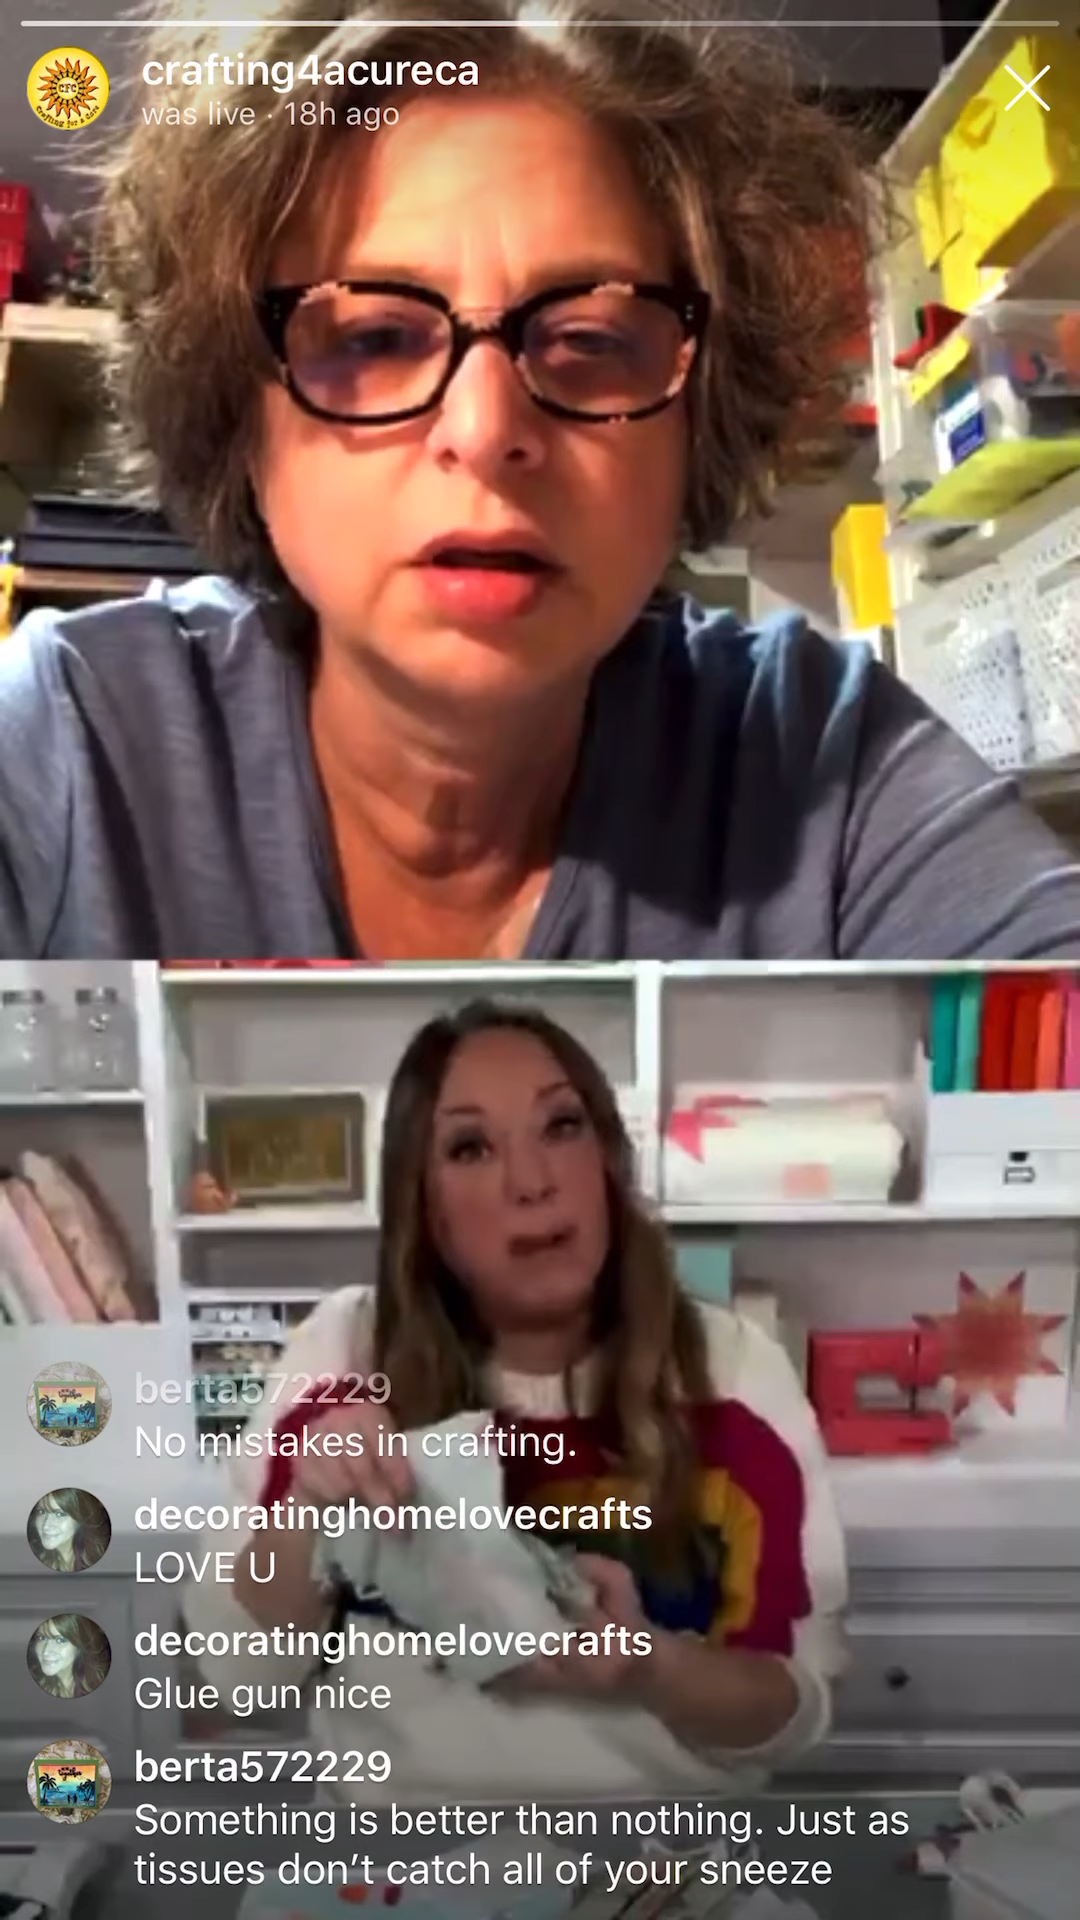 crafting4acureca
was live · 18h ago
CFC
berta572229
No mistakes in crafting.
decoratinghomelovecrafts
LOVE U
decoratinghomelovecrafts
Glue gun nice
berta572229
Something is better than nothing. Just as
tissues don’t catch all of your sneeze